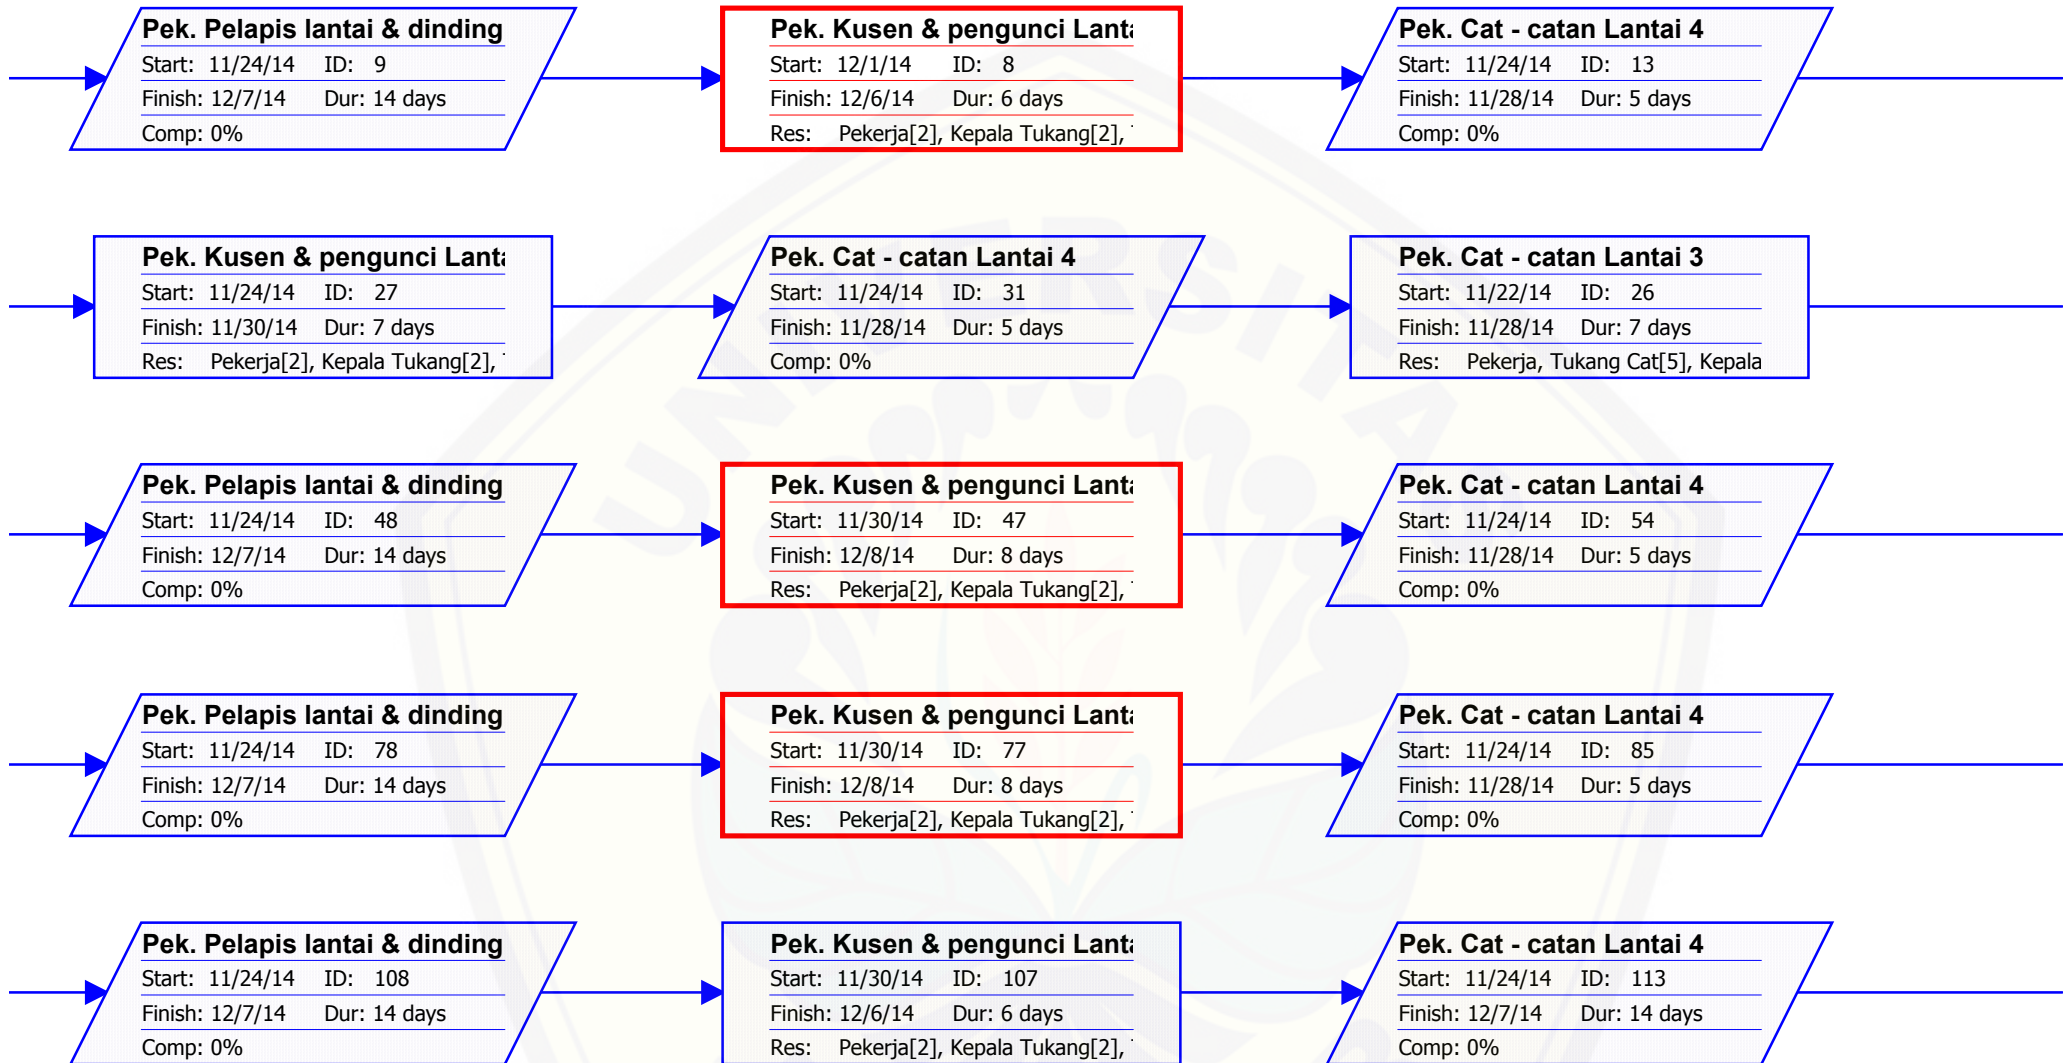 Pek. Pelapis lantai & dinding
Start: 11/24/14 ID: 9
Finish: 12/7/14 Dur: 14 days
Comp: 0%
Pek. Kusen & pengunci Lanta
Start: 12/1/14 ID: 8
Finish: 12/6/14 Dur: 6 days
Res: Pekerja[2], Kepala Tukang[2],
Pek. Cat - catan Lantai 4
Start: 11/24/14 ID: 13
Finish: 11/28/14 Dur: 5 days
Comp: 0%
Pek. Kusen & pengunci Lanta
Start: 11/24/14 ID: 27
Finish: 11/30/14 Dur: 7 days
Res: Pekerja[2], Kepala Tukang[2],
Pek. Cat - catan Lantai 4
Start: 11/24/14 ID: 31
Finish: 11/28/14 Dur: 5 days
Comp: 0%
Pek. Cat - catan Lantai 3
Start: 11/22/14 ID: 26
Finish: 11/28/14 Dur: 7 days
Res: Pekerja, Tukang Cat[5], Kepala
Pek. Pelapis lantai & dinding
Start: 11/24/14 ID: 48
Finish: 12/7/14 Dur: 14 days
Comp: 0%
Pek. Kusen & pengunci Lanta
Start: 11/30/14 ID: 47
Finish: 12/8/14 Dur: 8 days
Res: Pekerja[2], Kepala Tukang[2],
Pek. Cat - catan Lantai 4
Start: 11/24/14 ID: 54
Finish: 11/28/14 Dur: 5 days
Comp: 0%
Pek. Pelapis lantai & dinding
Start: 11/24/14 ID: 78
Finish: 12/7/14 Dur: 14 days
Comp: 0%
Pek. Kusen & pengunci Lanta
Start: 11/30/14 ID: 77
Finish: 12/8/14 Dur: 8 days
Res: Pekerja[2], Kepala Tukang[2],
Pek. Cat - catan Lantai 4
Start: 11/24/14 ID: 85
Finish: 11/28/14 Dur: 5 days
Comp: 0%
Pek. Pelapis lantai & dinding
Start: 11/24/14 ID: 108
Finish: 12/7/14 Dur: 14 days
Comp: 0%
Pek. Kusen & pengunci Lanta
Start: 11/30/14 ID: 107
Finish: 12/6/14 Dur: 6 days
Res: Pekerja[2], Kepala Tukang[2],
Pek. Cat - catan Lantai 4
Start: 11/24/14 ID: 113
Finish: 12/7/14 Dur: 14 days
Comp: 0%
UNIVERSITAS